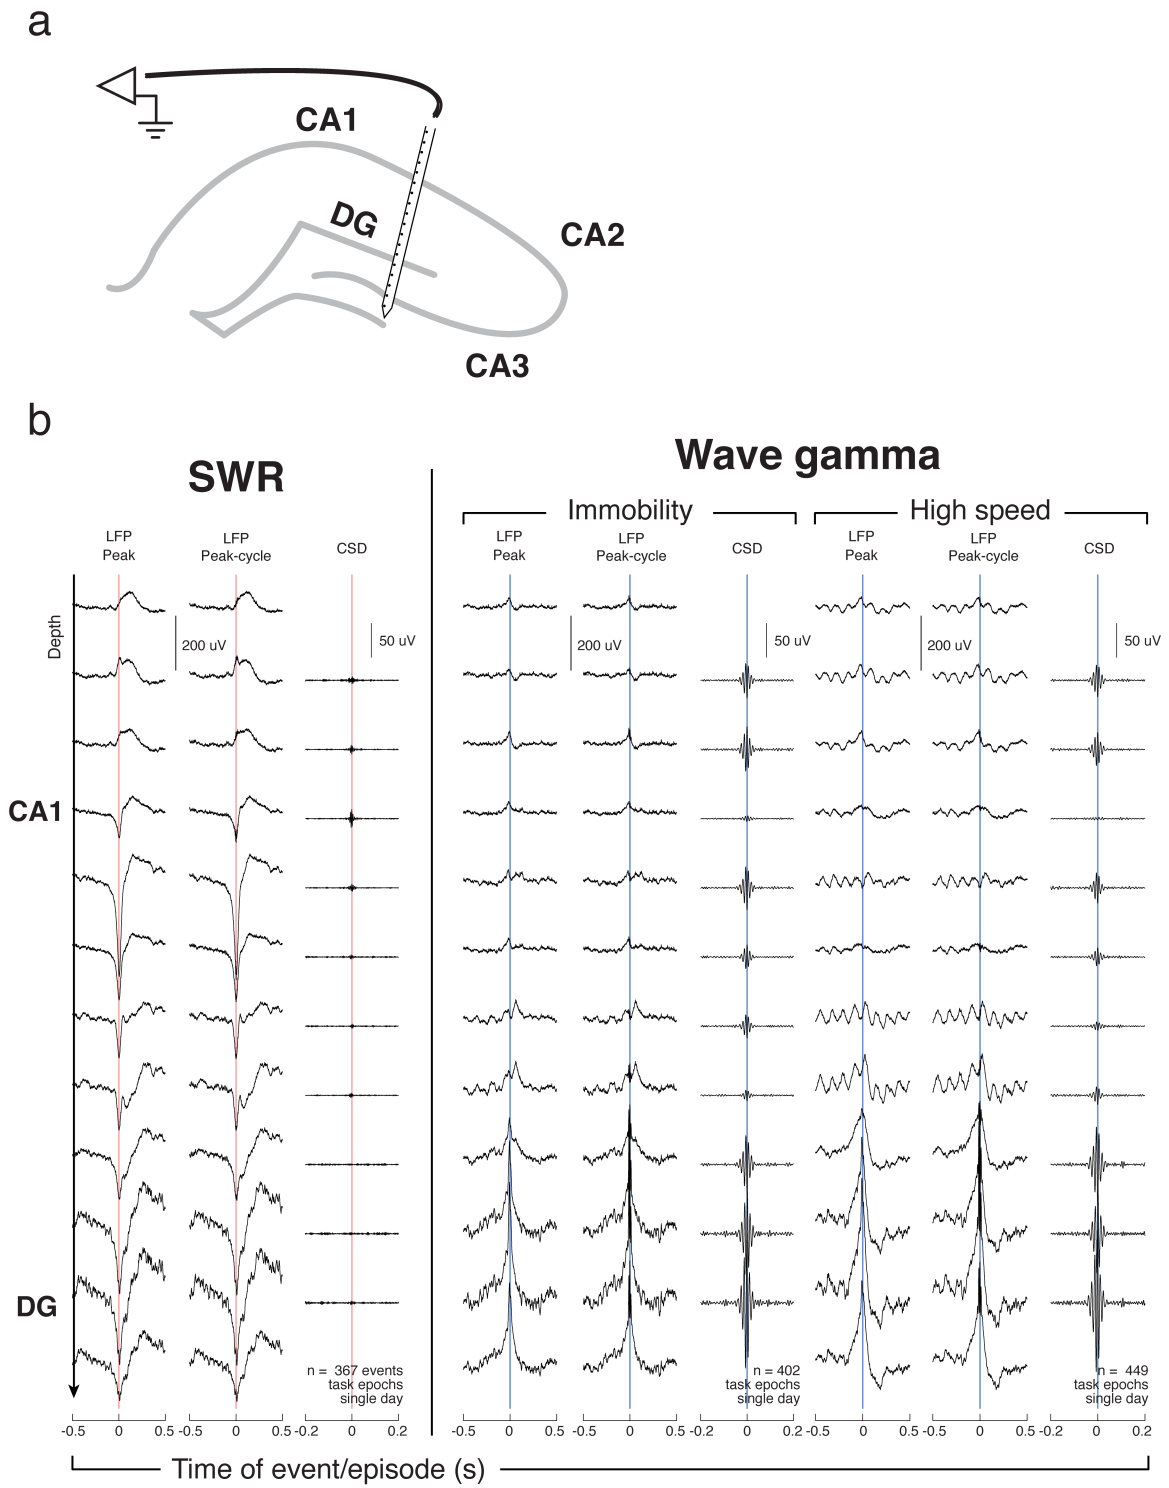 a
CA1
DG
CA2
CA3
b
SWR
Wave gamma
Immobility
High speed
LFP
Peak
LFP
Peak-cycle
CSD
LFP
Peak
LFP
Peak-cycle
CSD
LFP
Peak
LFP
Peak-cycle
CSD
Depth
200 uV
50 uV
200 uV
50 uV
200 uV
50 uV
CA1
DG
n = 367 events
task epochs
single day
n = 402
task epochs
single day
n = 449
task epochs
single day
-0.5 0 0.5 -0.5 0 0.5 -0.2 0 0.2 -0.5 0 0.5 -0.5 0 0.5 -0.2 0 0.2 -0.5 0 0.5 -0.5 0 0.5 -0.2 0 0.2
Time of event/episode (s)